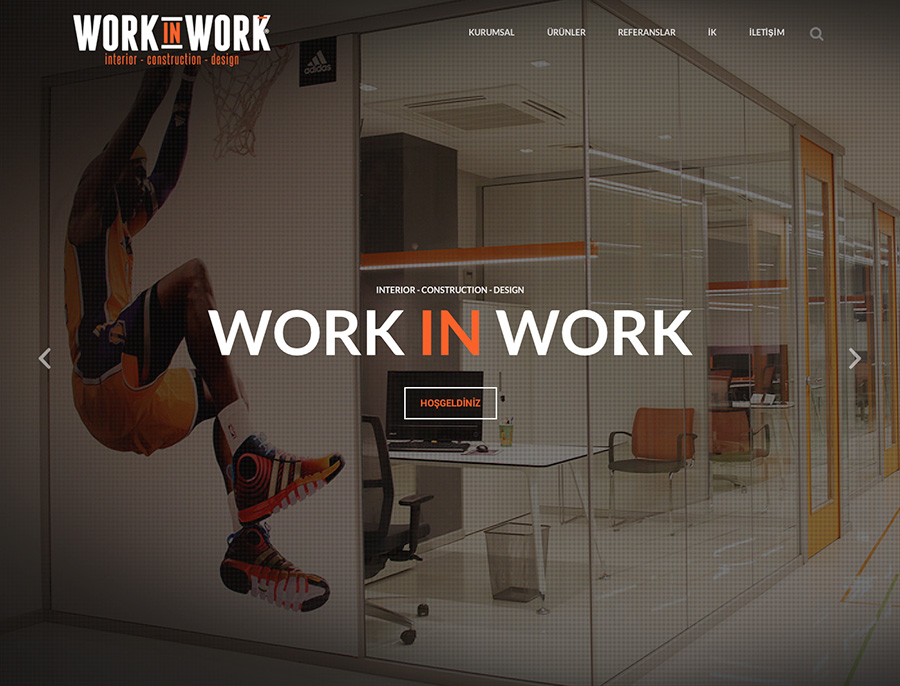 WORK IN WORK
interior - construction - design
KURUMSAL ÜRÜNLER REFERANSLAR İK İLETİŞİM
adidas
INTERIOR - CONSTRUCTION - DESIGN
WORK IN WORK
HOŞGELDİNİZ